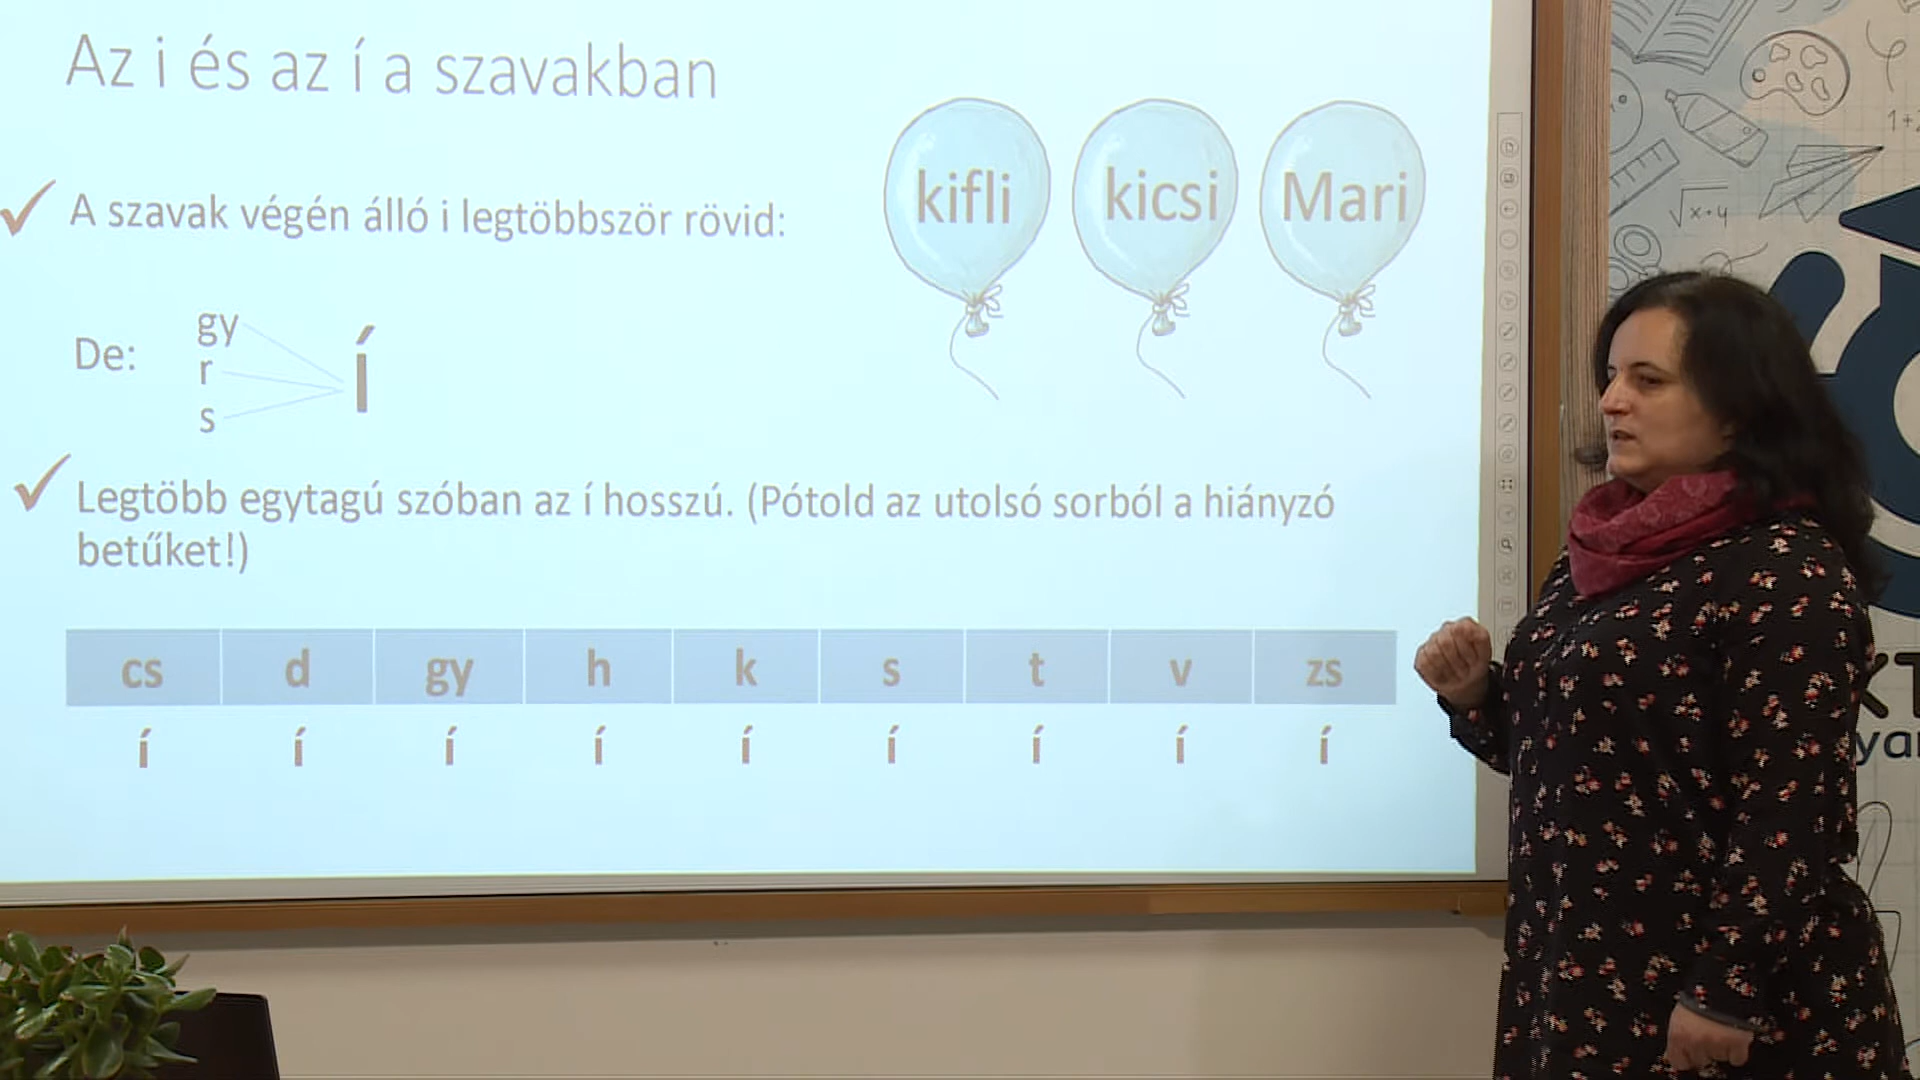 Az i és az í a szavakban
A szavak végén álló i legtöbbször rövid:
kifli
kicsi
Mari
De:
gy
r
s
í
Legtöbb egytagú szóban az í hosszú. (Pótold az utolsó sorból a hiányzó
betűket!)
cs d gy h k s t v zs
í í í í í í í í í
√x+y